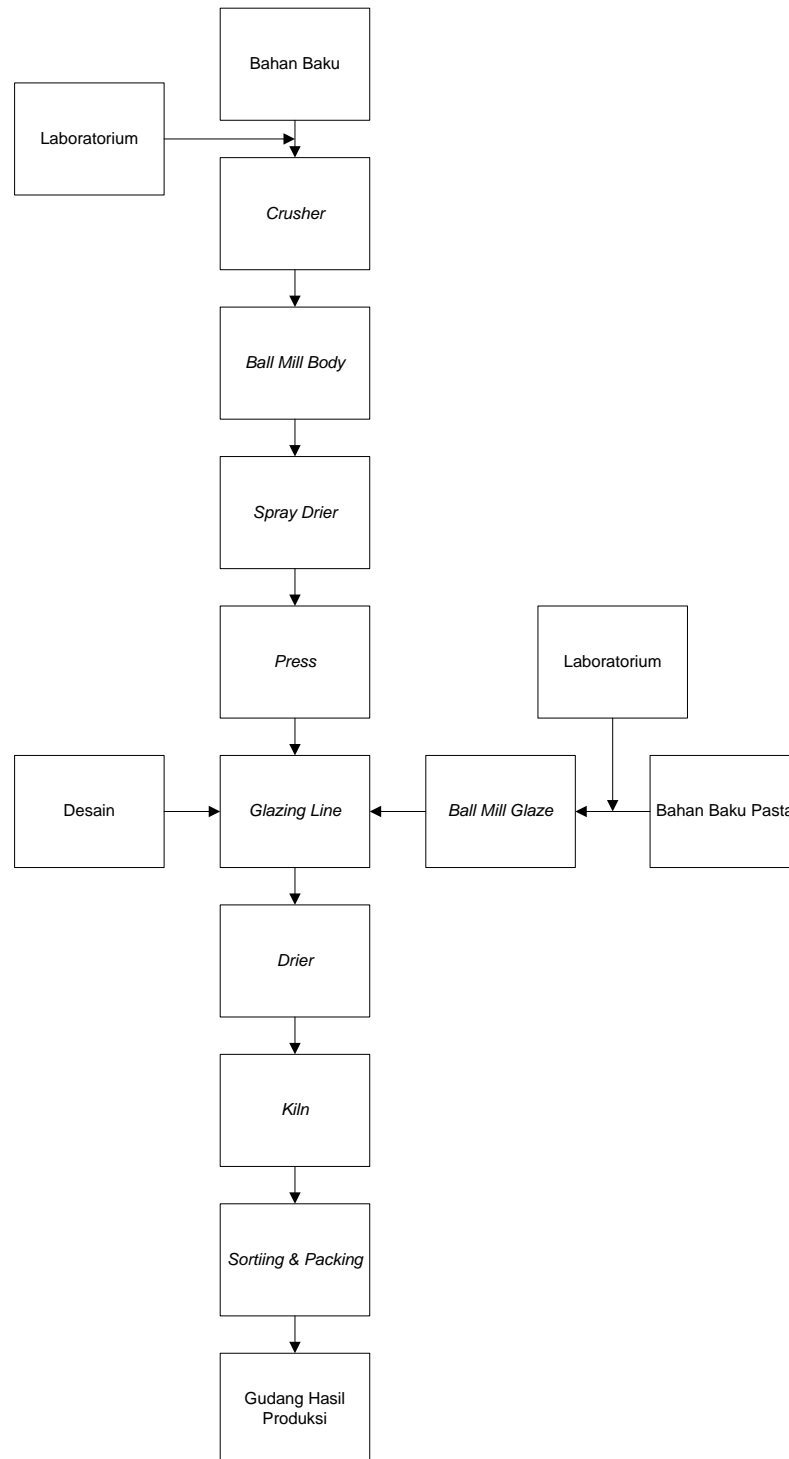 Bahan Baku
Laboratorium
Crusher
Ball Mill Body
Spray Drier
Press
Laboratorium
Desain
Glazing Line
Ball Mill Glaze
Bahan Baku Pasta
Drier
Kiln
Sortiing & Packing
Gudang Hasil
Produksi